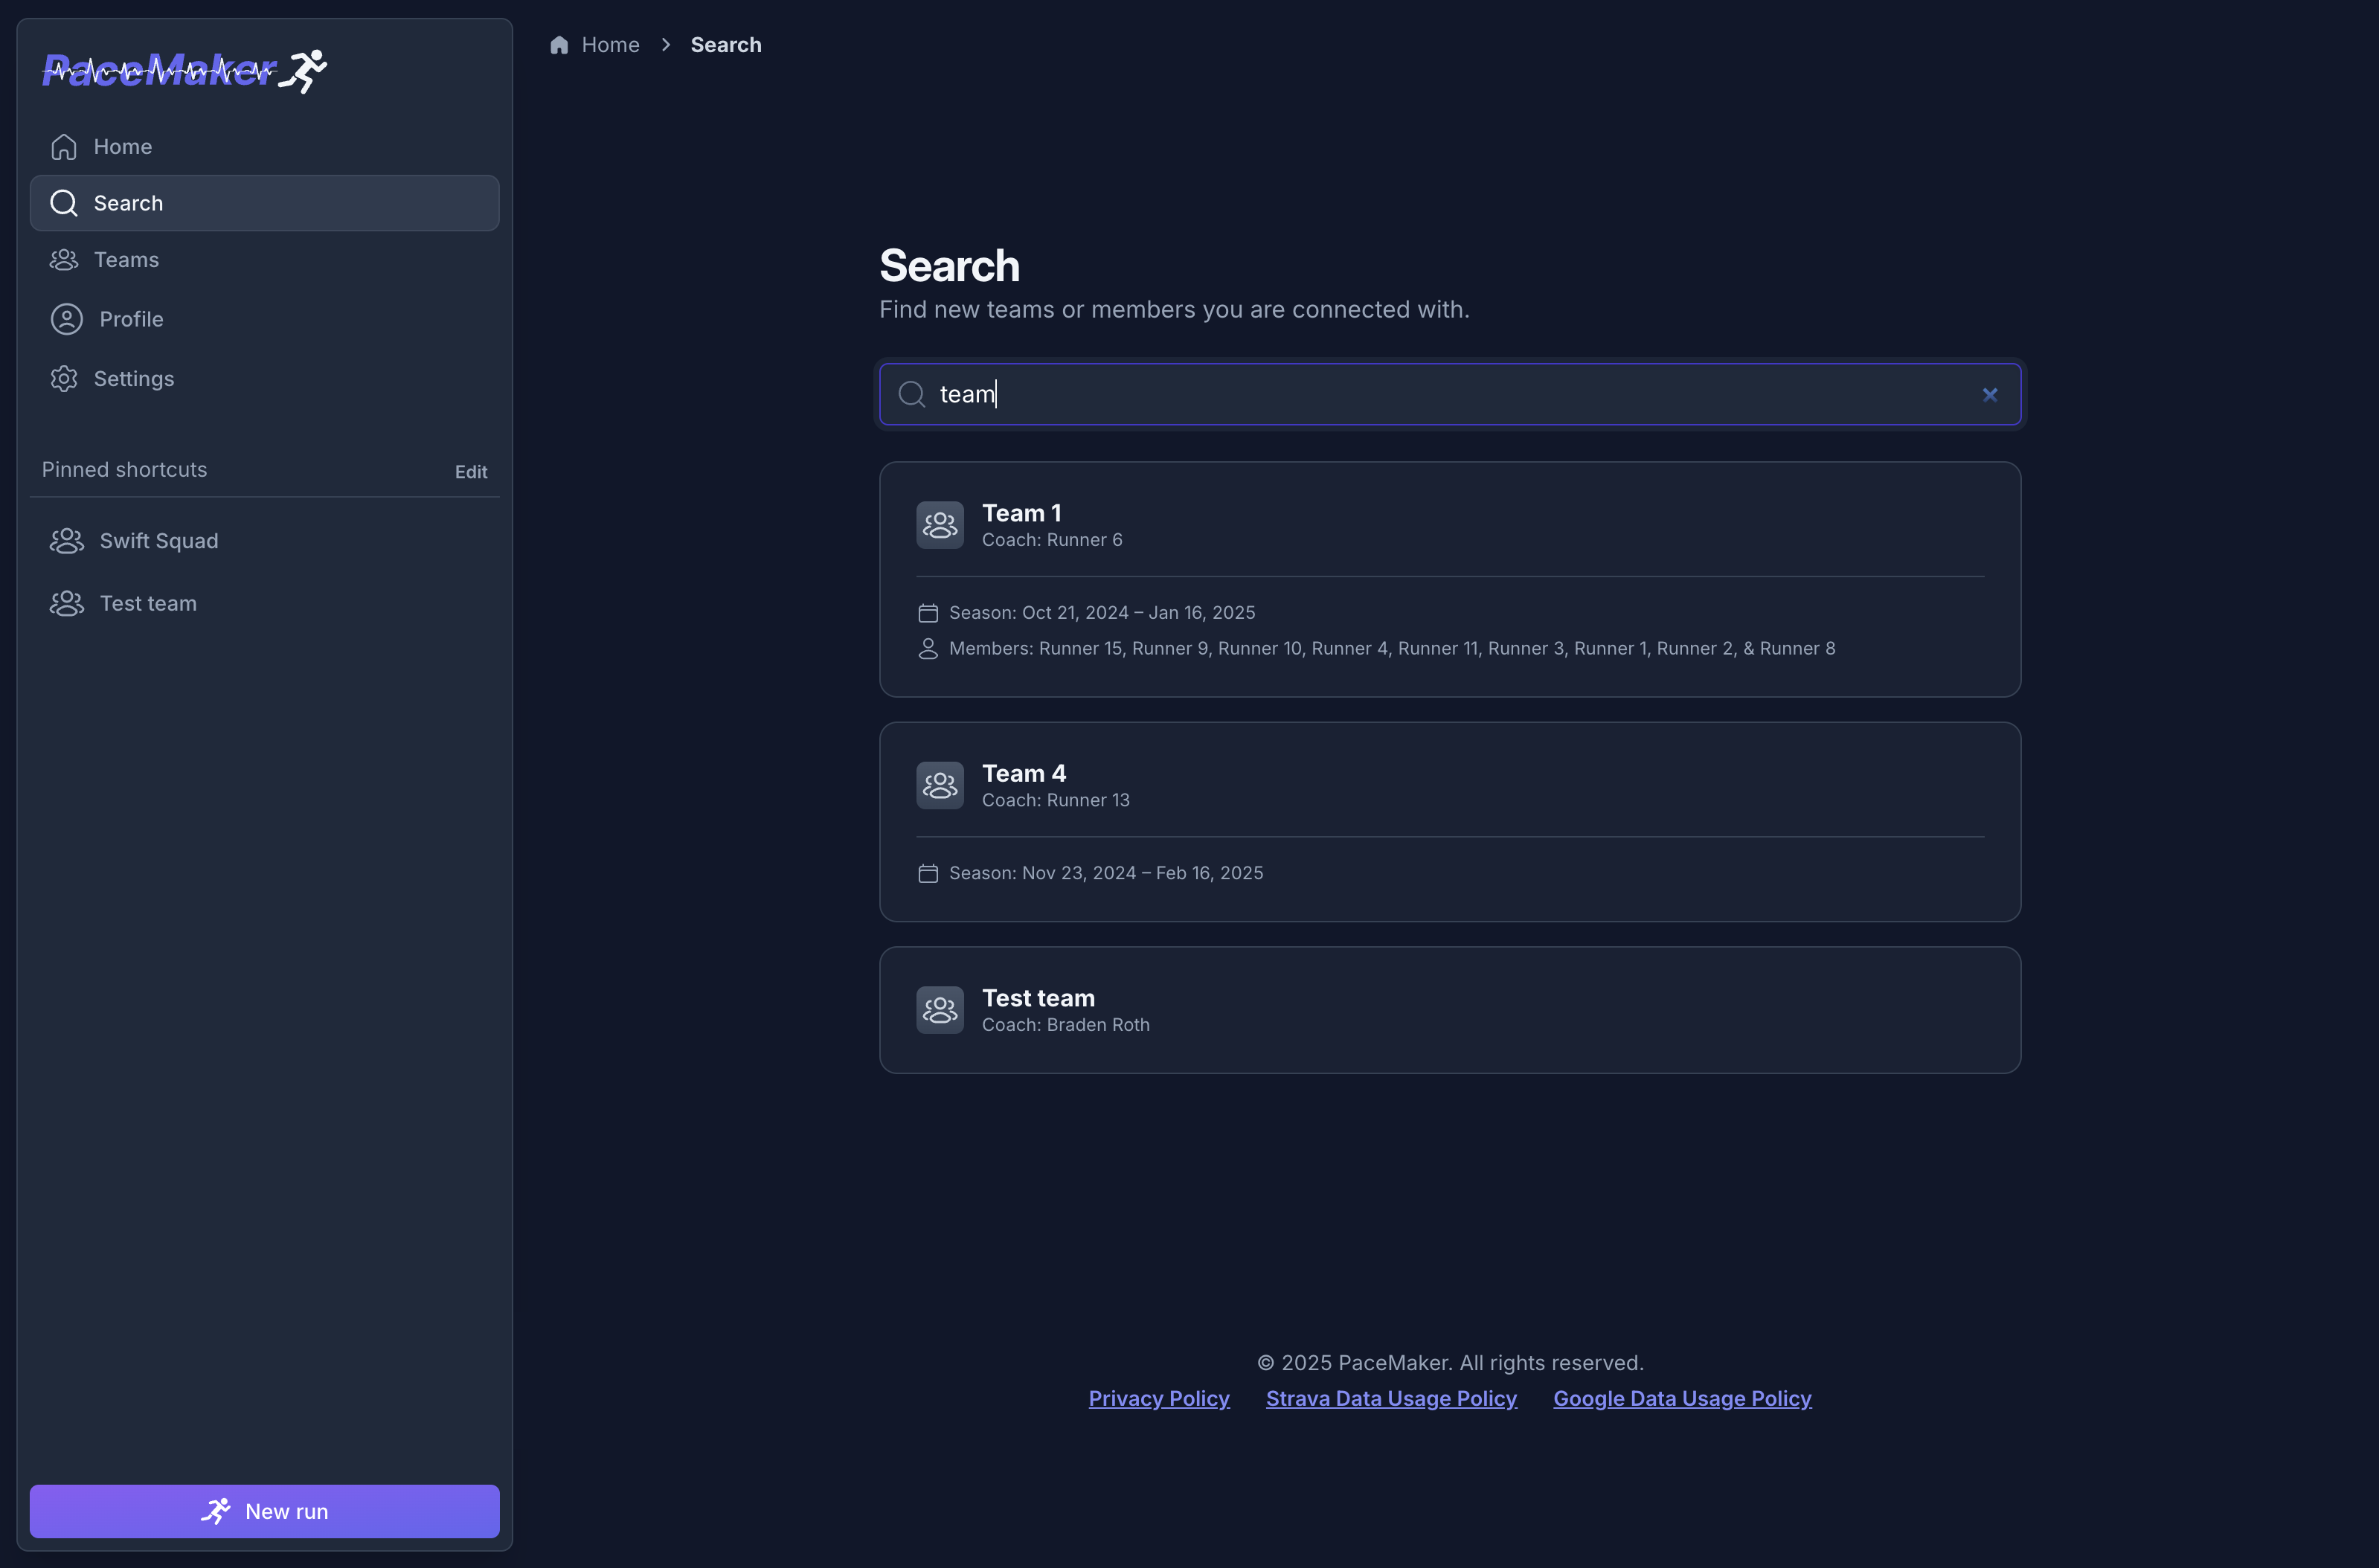 PaceMaker
Home
Search
Teams
Profile
Settings
Pinned shortcuts
Edit
Swift Squad
Test team
New run
Home > Search
Search
Find new teams or members you are connected with.
team
Team 1
Coach: Runner 6
Season: Oct 21, 2024 – Jan 16, 2025
Members: Runner 15, Runner 9, Runner 10, Runner 4, Runner 11, Runner 3, Runner 1, Runner 2, & Runner 8
Team 4
Coach: Runner 13
Season: Nov 23, 2024 – Feb 16, 2025
Test team
Coach: Braden Roth
© 2025 PaceMaker. All rights reserved.
Privacy Policy Strava Data Usage Policy Google Data Usage Policy